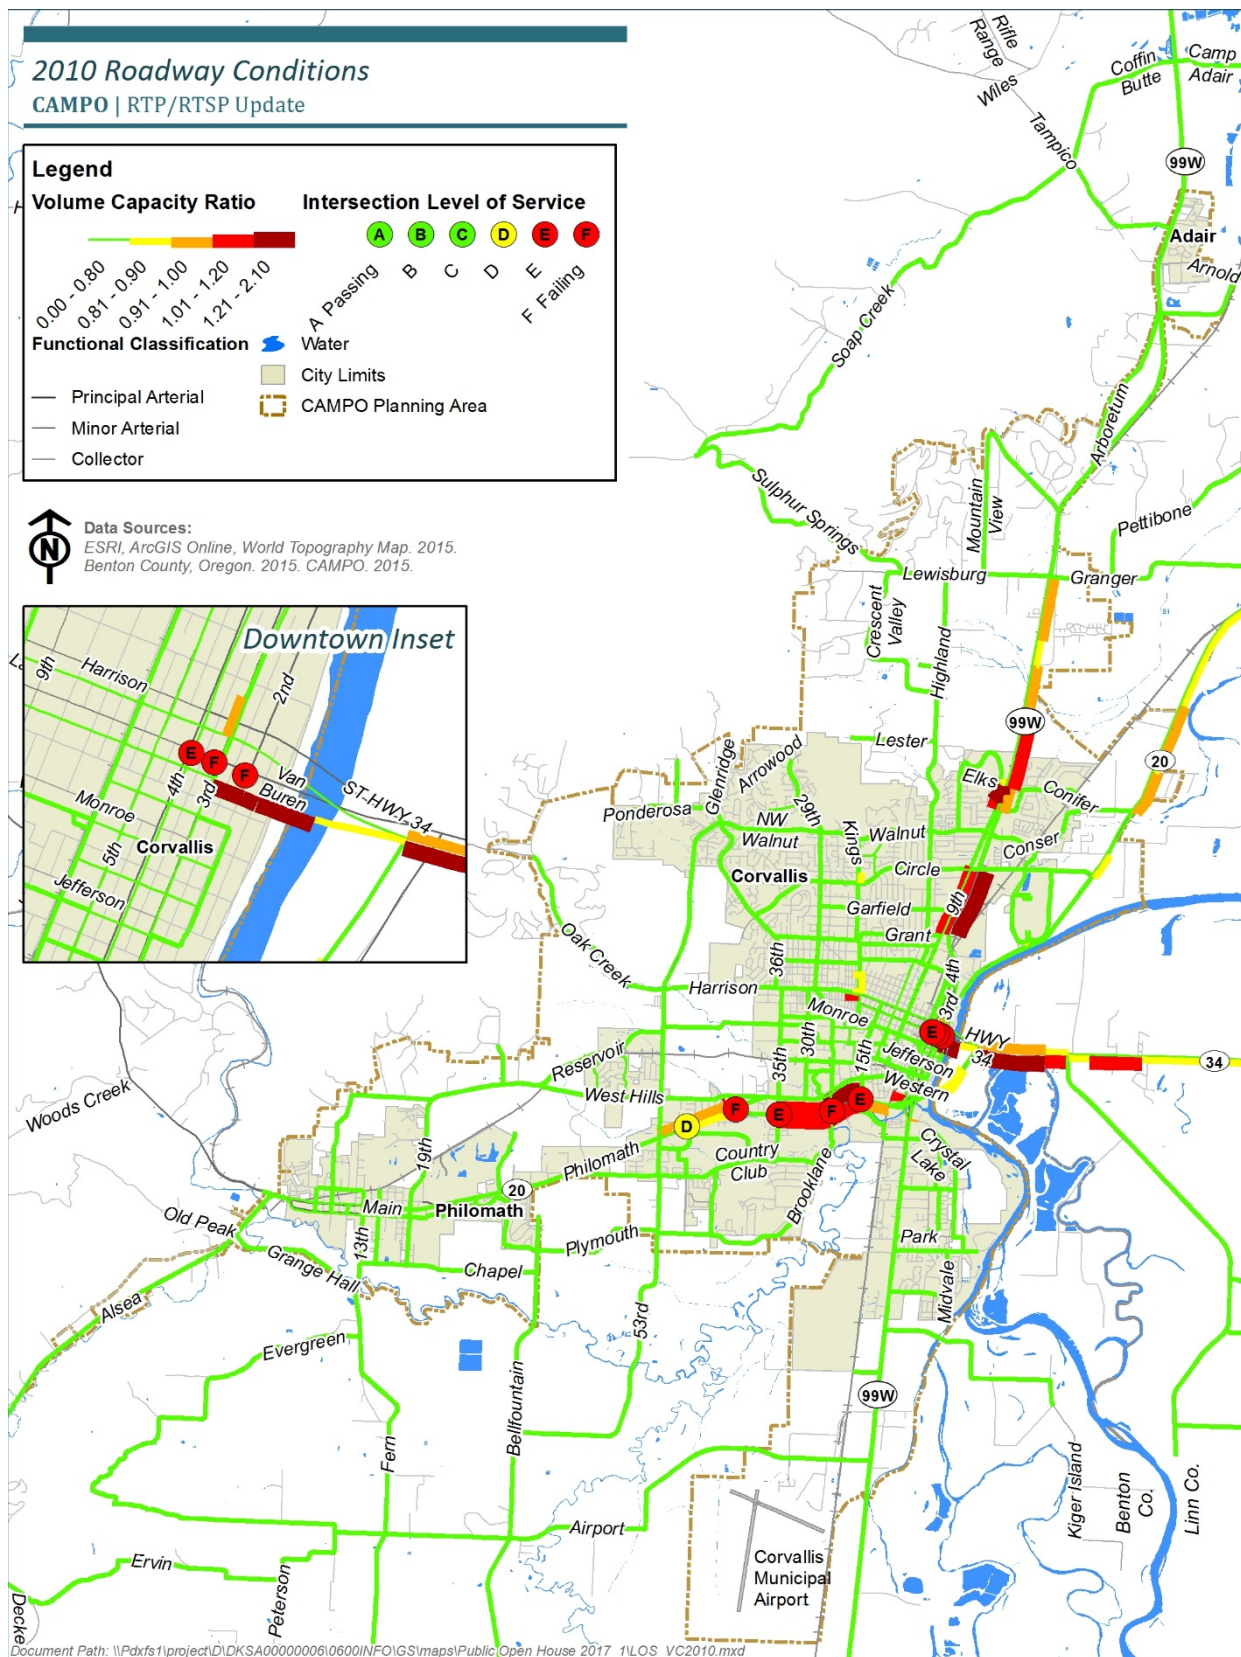 2010 Roadway Conditions
CAMPO | RTP/RTSP Update
Legend
Volume Capacity Ratio
Intersection Level of Service
A B C D E F
0.00 - 0.80
0.81 - 0.90
0.91 - 1.00
1.01 - 1.20
1.21 - 2.10
A Passing
B
C
D
E
F Failing
Functional Classification
Water
City Limits
Principal Arterial
CAMPO Planning Area
Minor Arterial
Collector
N
Data Sources:
ESRI, ArcGIS Online, World Topography Map. 2015.
Benton County, Oregon. 2015. CAMPO. 2015.
Downtown Inset
9th
Harrison
2nd
E
F
F
4th
3rd
Van
Buren
ST-HWY 34
Monroe
5th
Corvallis
Jefferson
Rifle
Range
Wiles
Coffin
Butte
Camp
Adair
Tampico
99W
Adair
Arnold
Soap Creek
Arboretum
Sulphur Springs
Mountain
View
Pettibone
Lewisburg
Granger
Crescent
Valley
Highland
99W
Lester
20
Glenridge
Arrowood
Elks
Conifer
Ponderosa
29th
NW
Walnut
Kings
Walnut
Conser
Corvallis
Circle
9th
Garfield
Grant
Oak Creek
36th
4th
Harrison
3rd
Monroe
E
HWY
34
34
Reservoir
35th
30th
15th
Jefferson
Western
Woods Creek
West Hills
F
E
F
E
D
19th
Philomath
Country
Club
Crystal
Lake
20
Main
Philomath
Brooklane
Old Peak
13th
Plymouth
Park
Grange Hall
Chapel
Midvale
Alsea
53rd
Evergreen
Bellfountain
99W
Fern
Kiger Island
Benton
Co.
Linn Co.
Airport
Ervin
Peterson
Corvallis
Municipal
Airport
Decke
Document Path: \\Pdxfs1\project\D\DKSA00000006\0600INFO\GS\maps\Public Open House 2017_1\LOS_VC2010.mxd